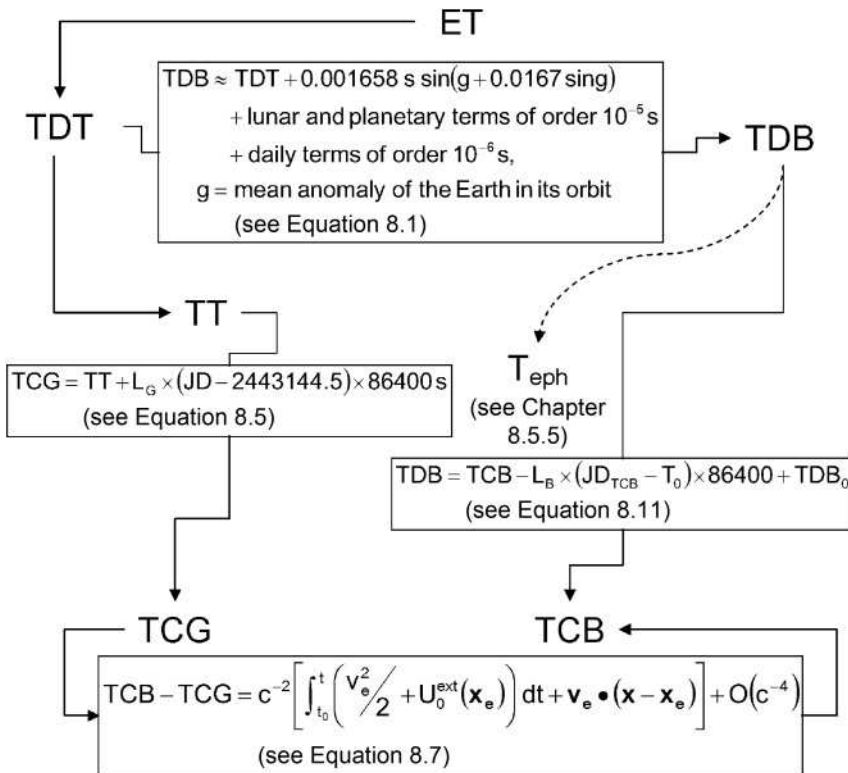 ET
TDB ≈ TDT + 0.001658 s sin(g + 0.0167 sing)
+ lunar and planetary terms of order 10⁻⁵ s
+ daily terms of order 10⁻⁶ s,
g = mean anomaly of the Earth in its orbit
(see Equation 8.1)
TDT
TDB
TT
TCG = TT + L_G × (JD − 2443144.5) × 86400 s
(see Equation 8.5)
T_eph
(see Chapter
8.5.5)
TDB = TCB − L_B × (JD_TCB − T₀) × 86400 + TDB₀
(see Equation 8.11)
TCG
TCB
TCB − TCG = c⁻² [ ∫_{t₀}^{t} ( v_e²/2 + U₀^ext(x_e) ) dt + v_e • (x − x_e) ] + O(c⁻⁴)
(see Equation 8.7)